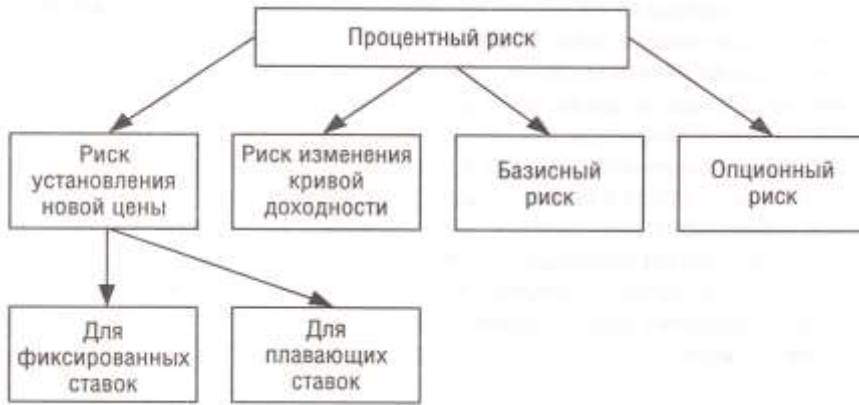 Процентный риск
Риск
установления
новой цены
Риск изменения
кривой
доходности
Базисный
риск
Опционный
риск
Для
фиксированных
ставок
Для
плавающих
ставок